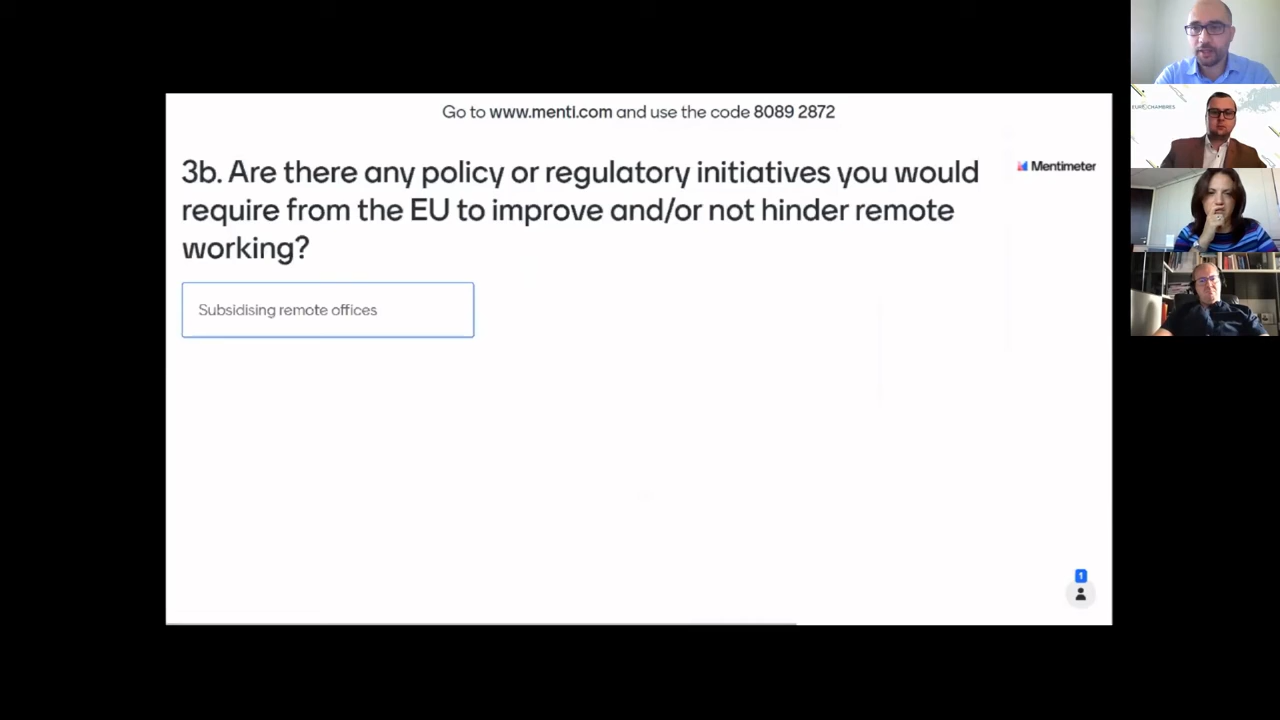 Go to www.menti.com and use the code 8089 2872
3b. Are there any policy or regulatory initiatives you would
require from the EU to improve and/or not hinder remote
working?
Mentimeter
Subsidising remote offices
1
EUROCHAMBRES